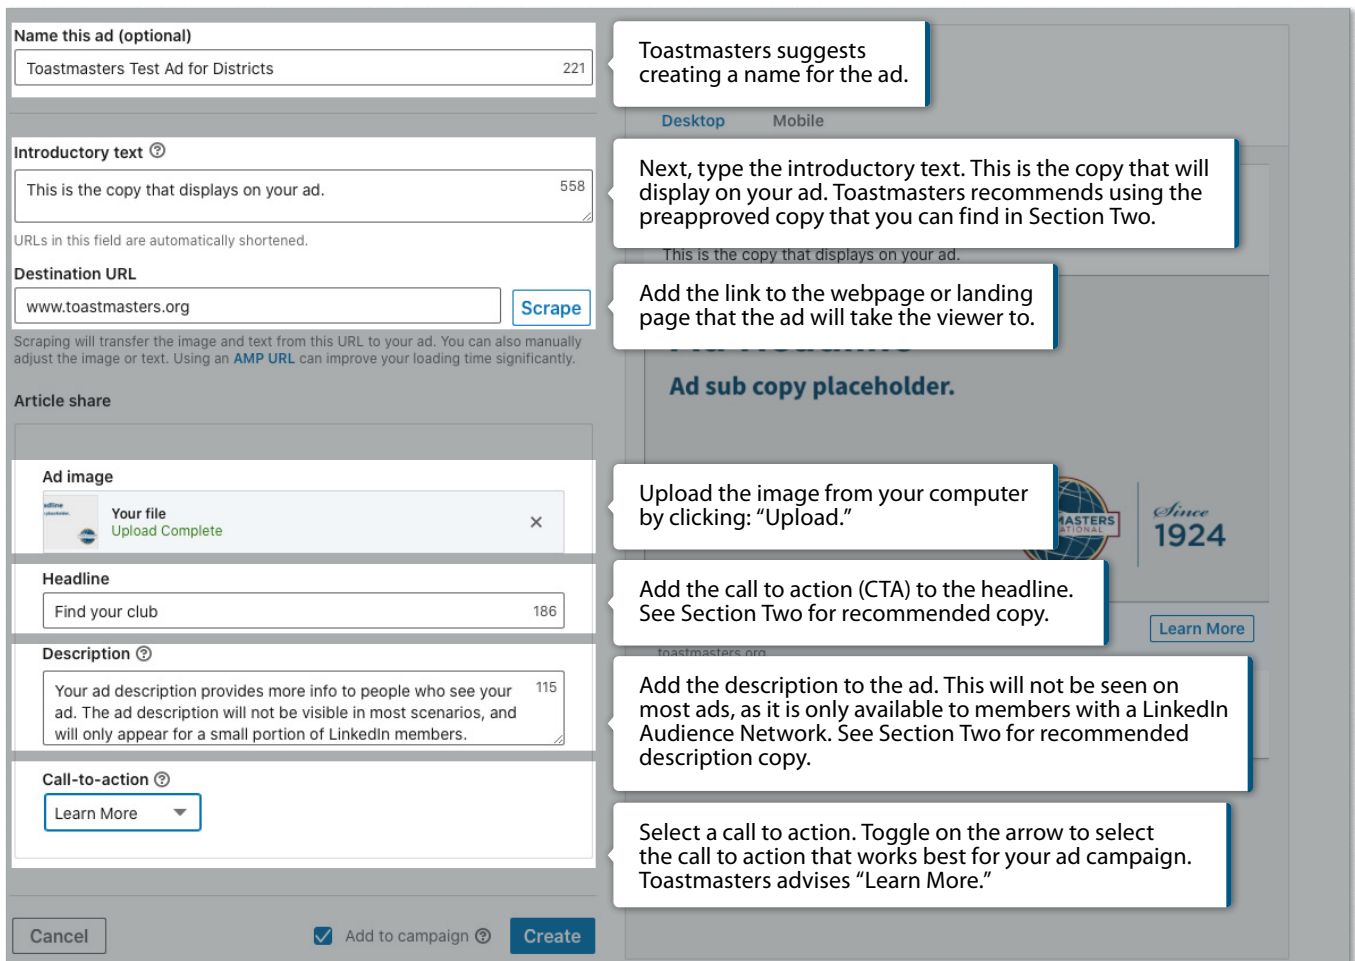 Name this ad (optional)
Toastmasters Test Ad for Districts
221
Toastmasters suggests
creating a name for the ad.
Desktop
Mobile
Introductory text
This is the copy that displays on your ad.
558
URLs in this field are automatically shortened.
Next, type the introductory text. This is the copy that will
display on your ad. Toastmasters recommends using the
preapproved copy that you can find in Section Two.
This is the copy that displays on your ad.
Destination URL
www.toastmasters.org
Scrape
Scraping will transfer the image and text from this URL to your ad. You can also manually
adjust the image or text. Using an AMP URL can improve your loading time significantly.
Add the link to the webpage or landing
page that the ad will take the viewer to.
Ad sub copy placeholder.
Article share
Ad image
Your file
Upload Complete
Upload the image from your computer
by clicking: “Upload.”
Since
1924
Headline
Find your club
186
Add the call to action (CTA) to the headline.
See Section Two for recommended copy.
Learn More
toastmasters.org
Description
Your ad description provides more info to people who see your
ad. The ad description will not be visible in most scenarios, and
will only appear for a small portion of LinkedIn members.
115
Add the description to the ad. This will not be seen on
most ads, as it is only available to members with a LinkedIn
Audience Network. See Section Two for recommended
description copy.
Call-to-action
Learn More
Select a call to action. Toggle on the arrow to select
the call to action that works best for your ad campaign.
Toastmasters advises “Learn More.”
Cancel
Add to campaign
Create